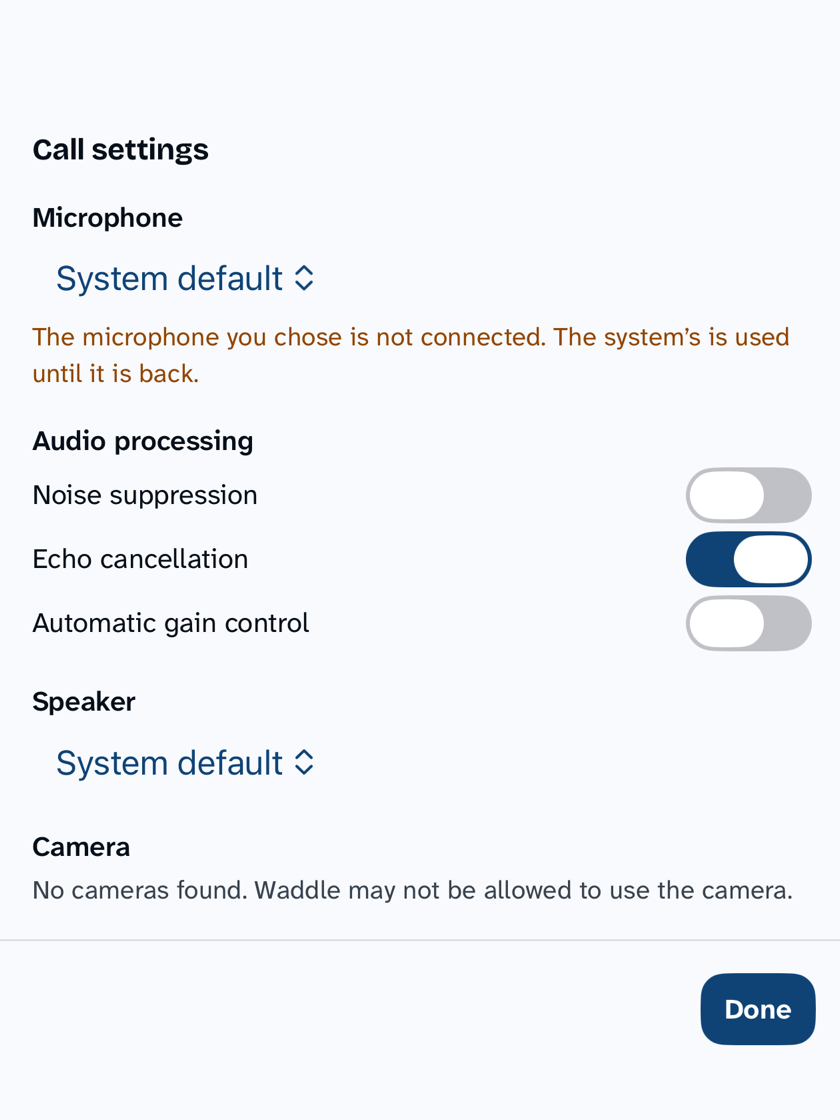 Call settings
Microphone
System default
The microphone you chose is not connected. The system’s is used
until it is back.
Audio processing
Noise suppression
Echo cancellation
Automatic gain control
Speaker
System default
Camera
No cameras found. Waddle may not be allowed to use the camera.
Done